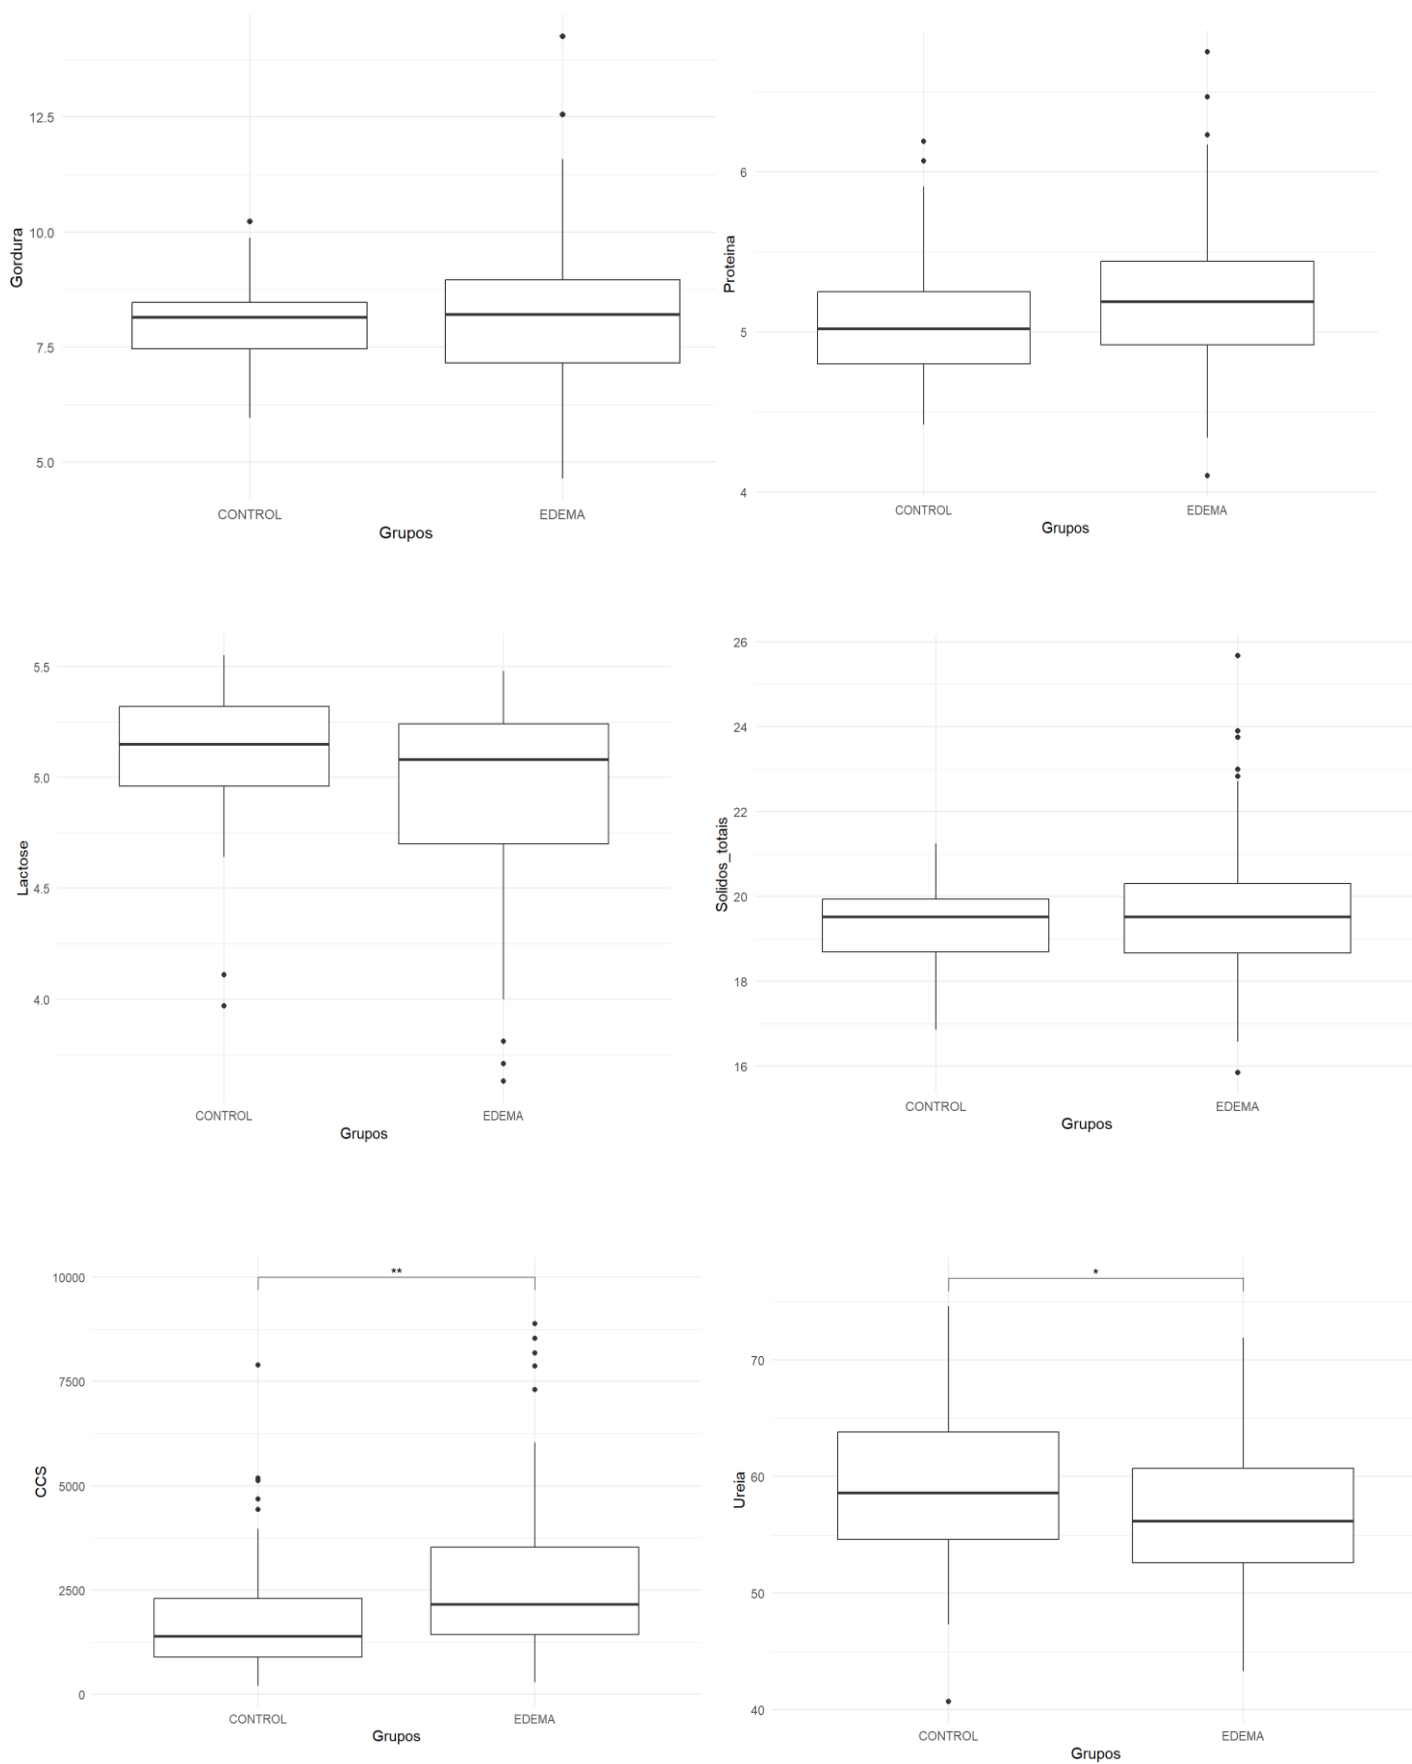 Gordura
12.5
10.0
7.5
5.0
CONTROL
EDEMA
Grupos
Proteina
6
5
4
CONTROL
EDEMA
Grupos
Lactose
5.5
5.0
4.5
4.0
CONTROL
EDEMA
Grupos
Solidos_totais
26
24
22
20
18
16
CONTROL
EDEMA
Grupos
CCS
10000
7500
5000
2500
0
**
CONTROL
EDEMA
Grupos
Ureia
70
60
50
40
*
CONTROL
EDEMA
Grupos